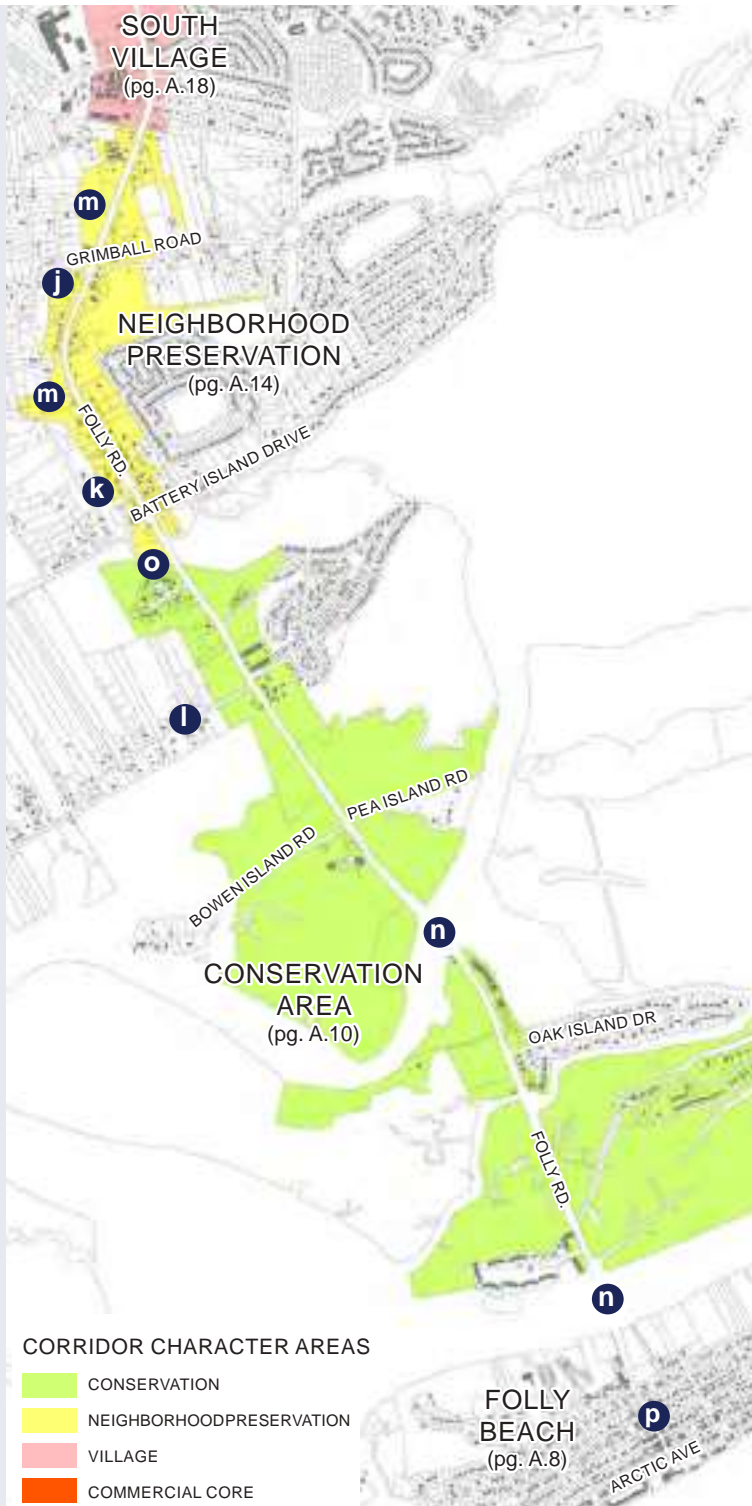 SOUTH
VILLAGE
(pg. A.18)
m
GRIMBALL ROAD
j
NEIGHBORHOOD
PRESERVATION
(pg. A.14)
m
FOLLY RD.
k
BATTERY ISLAND DRIVE
o
l
PEA ISLAND RD
BOWEN ISLAND RD
n
CONSERVATION
AREA
(pg. A.10)
OAK ISLAND DR
FOLLY RD.
n
CORRIDOR CHARACTER AREAS
CONSERVATION
NEIGHBORHOODPRESERVATION
VILLAGE
COMMERCIAL CORE
FOLLY
BEACH
(pg. A.8)
p
ARCTIC AVE